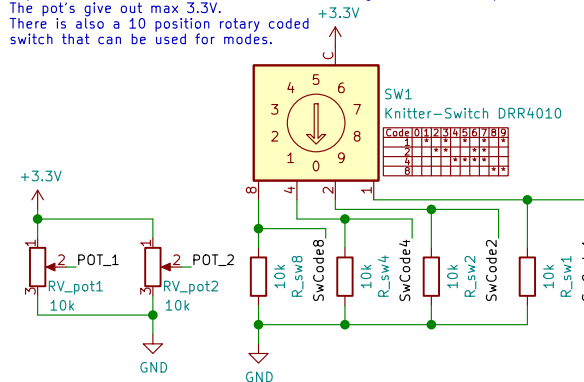 The pot's give out max 3.3V.
There is also a 10 position rotary coded
switch that can be used for modes.
+3.3V
C
5
4 6
3 7
2 8
1 9
0
SW1
Knitter-Switch DRR4010
Code 0 1 2 3 4 5 6 7 8 9
1 * * * * *
2 * * * *
4 * * * *
8 * *
8 4 2 1
+3.3V
1 2 3 POT_1
RV_pot1
10k
1 2 3 POT_2
RV_pot2
10k
GND
10k
R_sw8
SwCode8
10k
R_sw4
SwCode4
10k
R_sw2
SwCode2
10k
R_sw1
GND